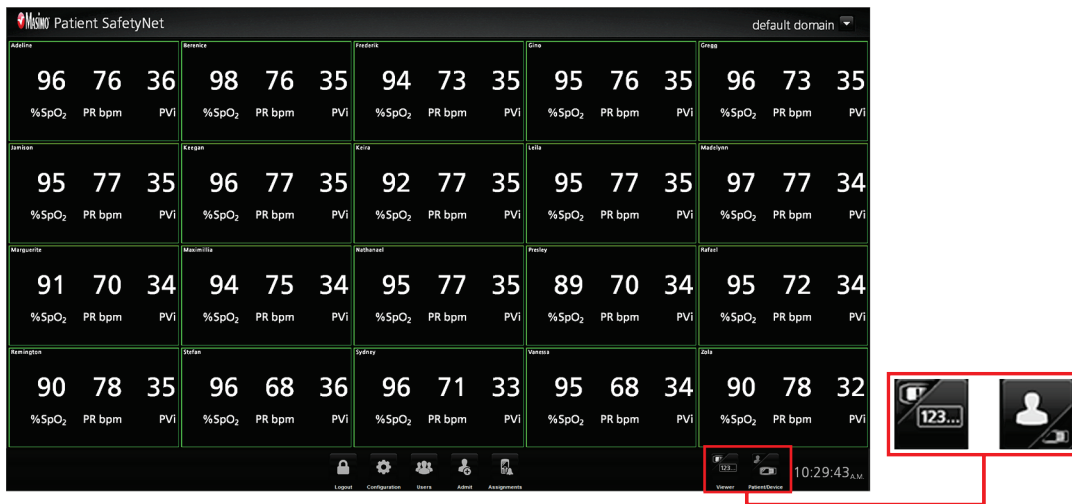 Masimo Patient SafetyNet
default domain
Adeline Berenice Frederik Gino Gregg
96 76 36 98 76 35 94 73 35 95 76 35 96 73 35
%SpO₂ PR bpm PVi %SpO₂ PR bpm PVi %SpO₂ PR bpm PVi %SpO₂ PR bpm PVi %SpO₂ PR bpm PVi
Jamison Keegan Keira Leila Madelynn
95 77 35 96 77 35 92 77 35 95 77 35 97 77 34
%SpO₂ PR bpm PVi %SpO₂ PR bpm PVi %SpO₂ PR bpm PVi %SpO₂ PR bpm PVi %SpO₂ PR bpm PVi
Marguerite Maximillia Nathanael Presley Rafael
91 70 34 94 75 34 95 77 35 89 70 34 95 72 34
%SpO₂ PR bpm PVi %SpO₂ PR bpm PVi %SpO₂ PR bpm PVi %SpO₂ PR bpm PVi %SpO₂ PR bpm PVi
Remington Stefan Sydney Vanessa Zola
90 78 35 96 68 36 96 71 33 95 68 34 90 78 32
%SpO₂ PR bpm PVi %SpO₂ PR bpm PVi %SpO₂ PR bpm PVi %SpO₂ PR bpm PVi %SpO₂ PR bpm PVi
123...
123...
10:29:43 A.M.
Logout Configuration Users Admit Assignments Viewer Patient/Device